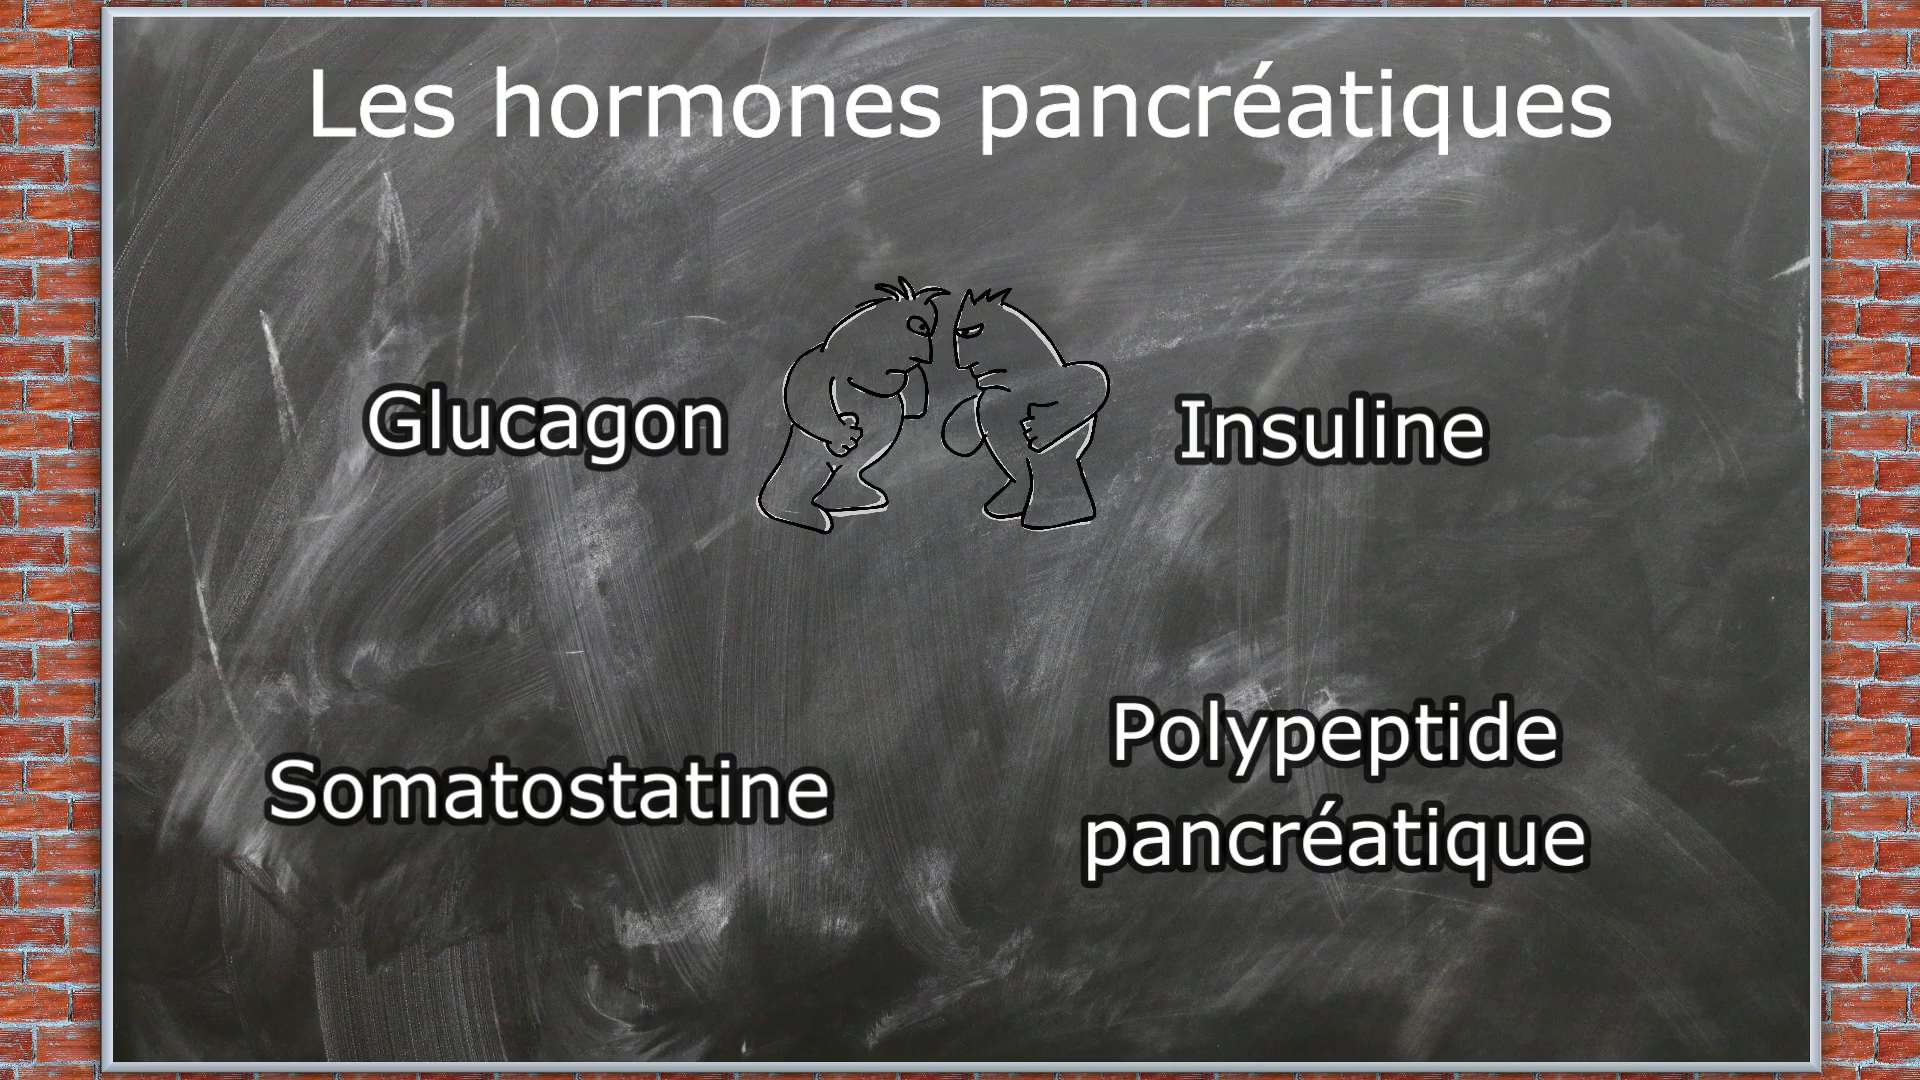 Les hormones pancréatiques
Glucagon
Insuline
Somatostatine
Polypeptide
pancréatique